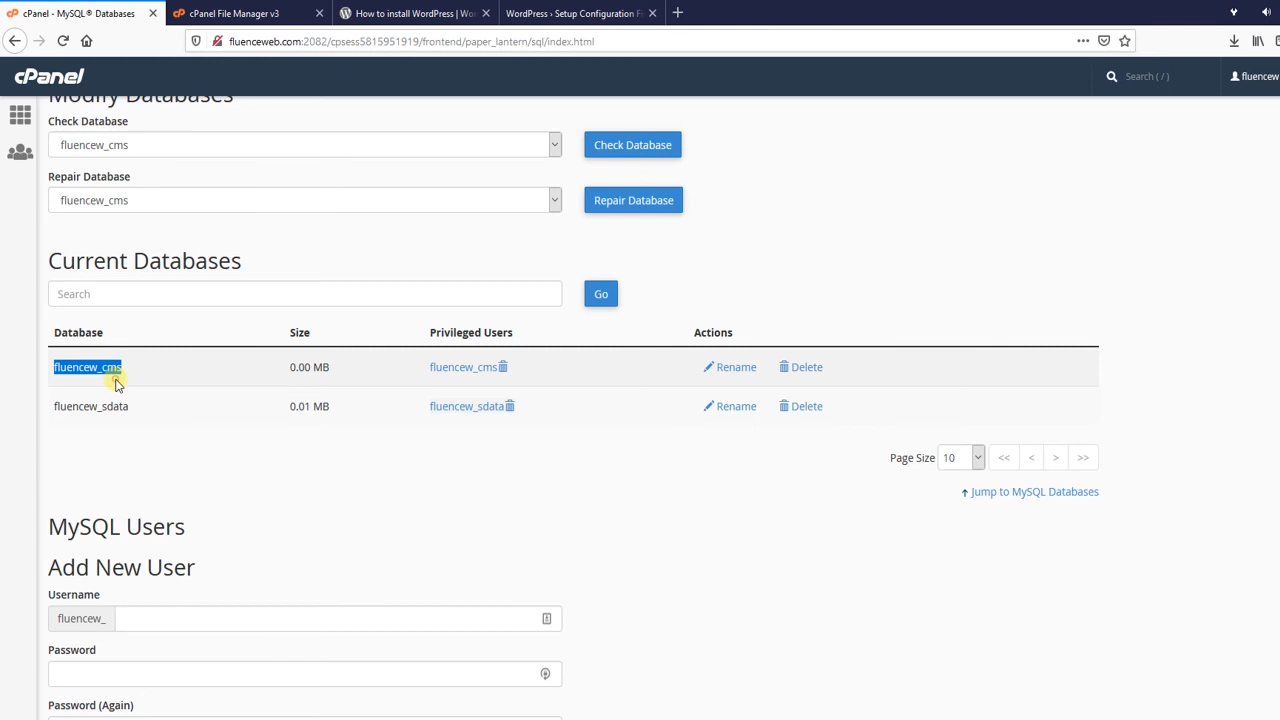 cPanel - MySQL® Databases
cPanel File Manager v3
How to install WordPress | Wo
WordPress › Setup Configuration F
fluenceweb.com:2082/cpsess5815951919/frontend/paper_lantern/sql/index.html
cPanel
Search ( / )
fluencew
Modify Databases
Check Database
fluencew_cms
Check Database
Repair Database
fluencew_cms
Repair Database
Current Databases
Search
Go
Database Size Privileged Users Actions
fluencew_cms 0.00 MB fluencew_cms Rename Delete
fluencew_sdata 0.01 MB fluencew_sdata Rename Delete
Page Size 10 << < > >>
Jump to MySQL Databases
MySQL Users
Add New User
Username
fluencew_
Password
Password (Again)